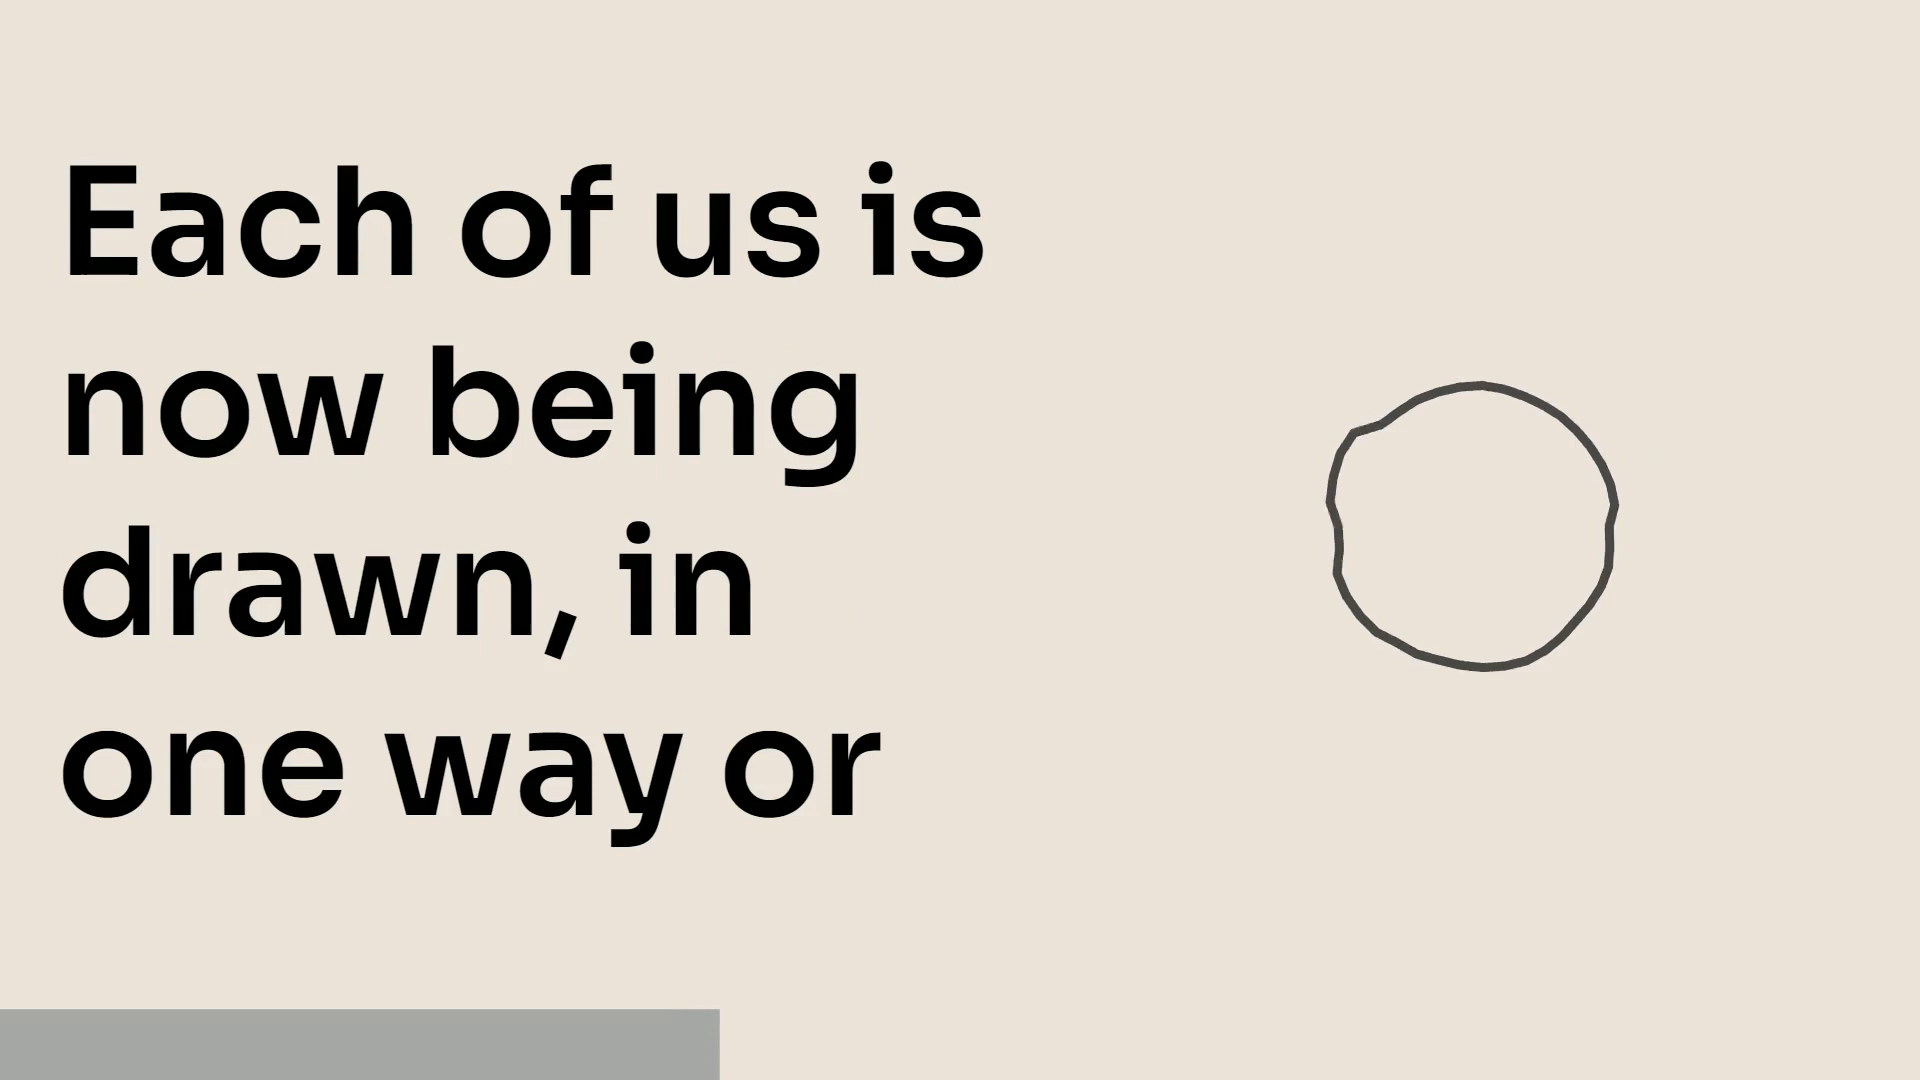 Each of us is
now being
drawn, in
one way or